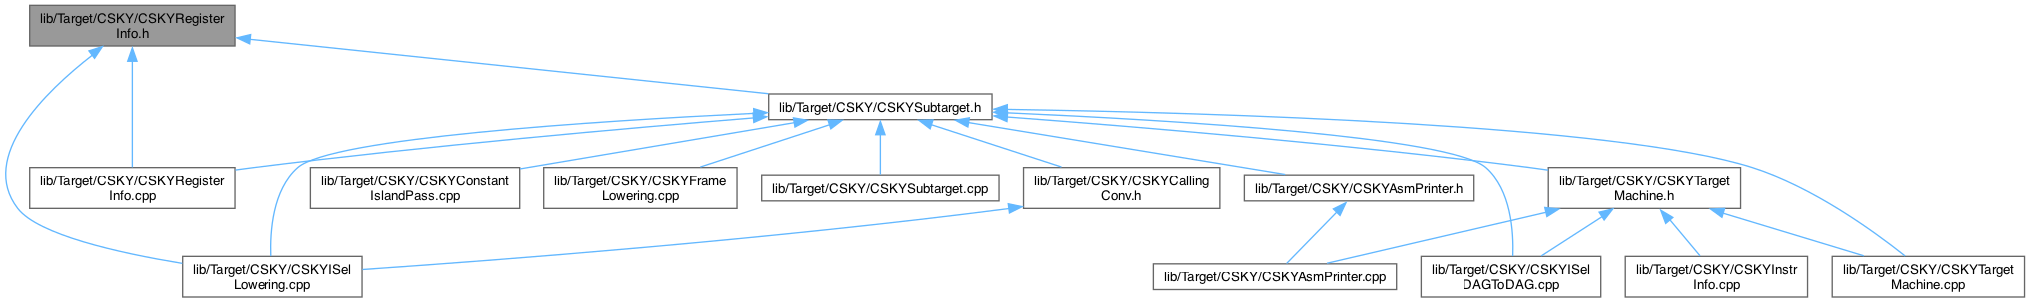 lib/Target/CSKY/CSKYRegister
Info.h
lib/Target/CSKY/CSKYSubtarget.h
lib/Target/CSKY/CSKYRegister
Info.cpp
lib/Target/CSKY/CSKYConstant
IslandPass.cpp
lib/Target/CSKY/CSKYFrame
Lowering.cpp
lib/Target/CSKY/CSKYSubtarget.cpp
lib/Target/CSKY/CSKYCalling
Conv.h
lib/Target/CSKY/CSKYAsmPrinter.h
lib/Target/CSKY/CSKYTarget
Machine.h
lib/Target/CSKY/CSKYISel
Lowering.cpp
lib/Target/CSKY/CSKYAsmPrinter.cpp
lib/Target/CSKY/CSKYISel
DAGToDAG.cpp
lib/Target/CSKY/CSKYInstr
Info.cpp
lib/Target/CSKY/CSKYTarget
Machine.cpp